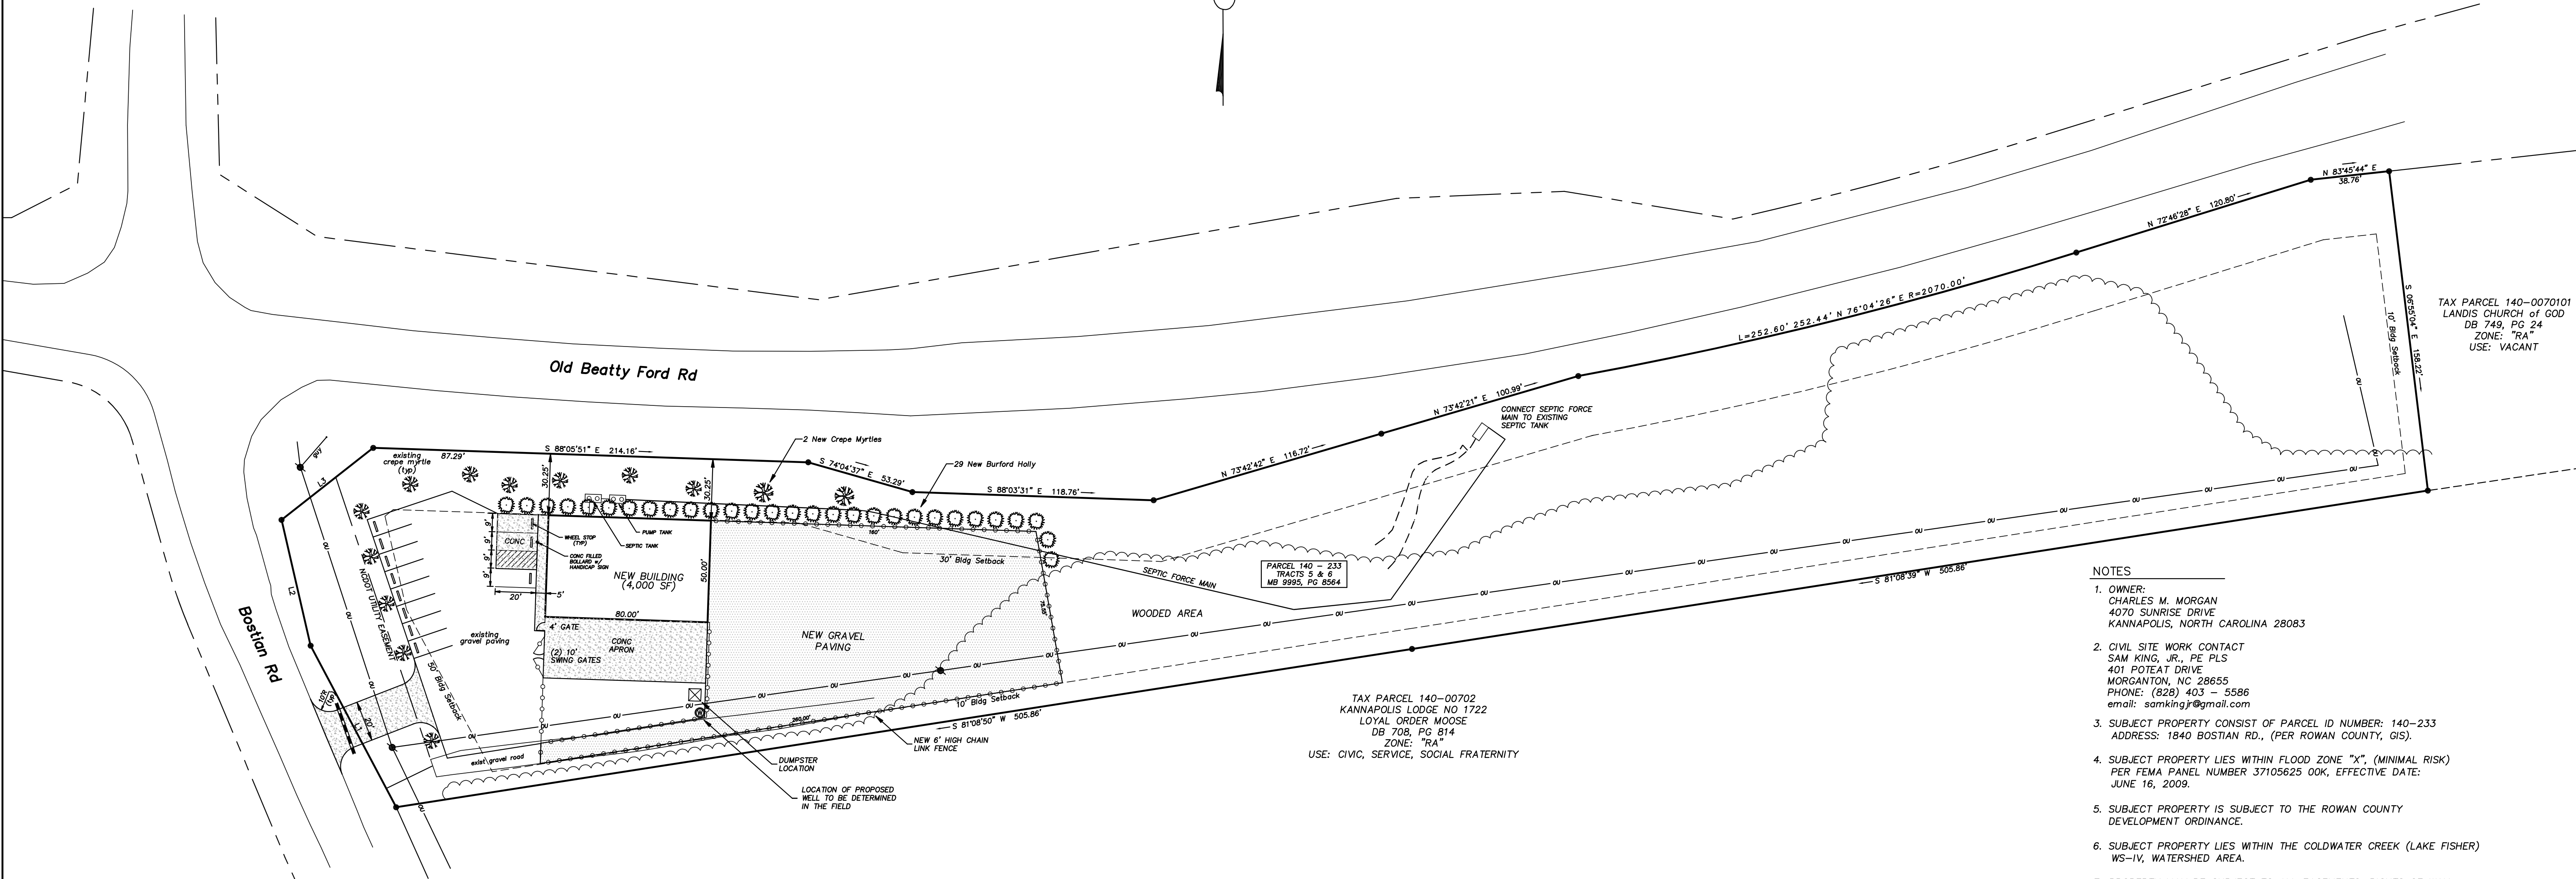 Old Beatty Ford Rd
Bostian Rd
N 83°45'44" E
38.76'
N 72°46'28" E 120.80'
L=252.60' 252.44' N 76°04'26" E R=2070.00'
S 06°55'04" E 158.22'
10' Bldg Setback
TAX PARCEL 140-0070101
LANDIS CHURCH of GOD
DB 749, PG 24
ZONE: "RA"
USE: VACANT
N 73°42'21" E 100.99'
N 73°42'42" E 116.72'
CONNECT SEPTIC FORCE
MAIN TO EXISTING
SEPTIC TANK
guy
L3
L2
L1
existing
crepe myrtle
(typ)
87.29'
S 88°05'51" E 214.16'
2 New Crepe Myrtles
S 74°04'37" E 53.29'
29 New Burford Holly
S 88°03'31" E 118.76'
30.25'
30.25'
9'
9'
9'
9'
CONC
20'
5'
WHEEL STOP
(TYP)
CONC FILLED
BOLLARD w/
HANDICAP SIGN
PUMP TANK
SEPTIC TANK
160'
30' Bldg Setback
NEW BUILDING
(4,000 SF)
50.00'
80.00'
4' GATE
CONC
APRON
(2) 10'
SWING GATES
NEW GRAVEL
PAVING
SEPTIC FORCE MAIN
PARCEL 140 - 233
TRACTS 5 & 6
MB 9995, PG 8564
WOODED AREA
NCDOT UTILITY EASEMENT
existing
gravel paving
50' Bldg Setback
10'R
(typ)
20'
exist gravel road
260.00'
10' Bldg Setback
S 81°08'50" W 505.86'
S 81°08'39" W 505.86'
NEW 6' HIGH CHAIN
LINK FENCE
DUMPSTER
LOCATION
LOCATION OF PROPOSED
WELL TO BE DETERMINED
IN THE FIELD
TAX PARCEL 140-00702
KANNAPOLIS LODGE NO 1722
LOYAL ORDER MOOSE
DB 708, PG 814
ZONE: "RA"
USE: CIVIC, SERVICE, SOCIAL FRATERNITY
NOTES
1. OWNER:
CHARLES M. MORGAN
4070 SUNRISE DRIVE
KANNAPOLIS, NORTH CAROLINA 28083
2. CIVIL SITE WORK CONTACT
SAM KING, JR., PE PLS
401 POTEAT DRIVE
MORGANTON, NC 28655
PHONE: (828) 403 - 5586
email: samkingjr@gmail.com
3. SUBJECT PROPERTY CONSIST OF PARCEL ID NUMBER: 140-233
ADDRESS: 1840 BOSTIAN RD., (PER ROWAN COUNTY, GIS).
4. SUBJECT PROPERTY LIES WITHIN FLOOD ZONE "X", (MINIMAL RISK)
PER FEMA PANEL NUMBER 37105625 00K, EFFECTIVE DATE:
JUNE 16, 2009.
5. SUBJECT PROPERTY IS SUBJECT TO THE ROWAN COUNTY
DEVELOPMENT ORDINANCE.
6. SUBJECT PROPERTY LIES WITHIN THE COLDWATER CREEK (LAKE FISHER)
WS-IV, WATERSHED AREA.